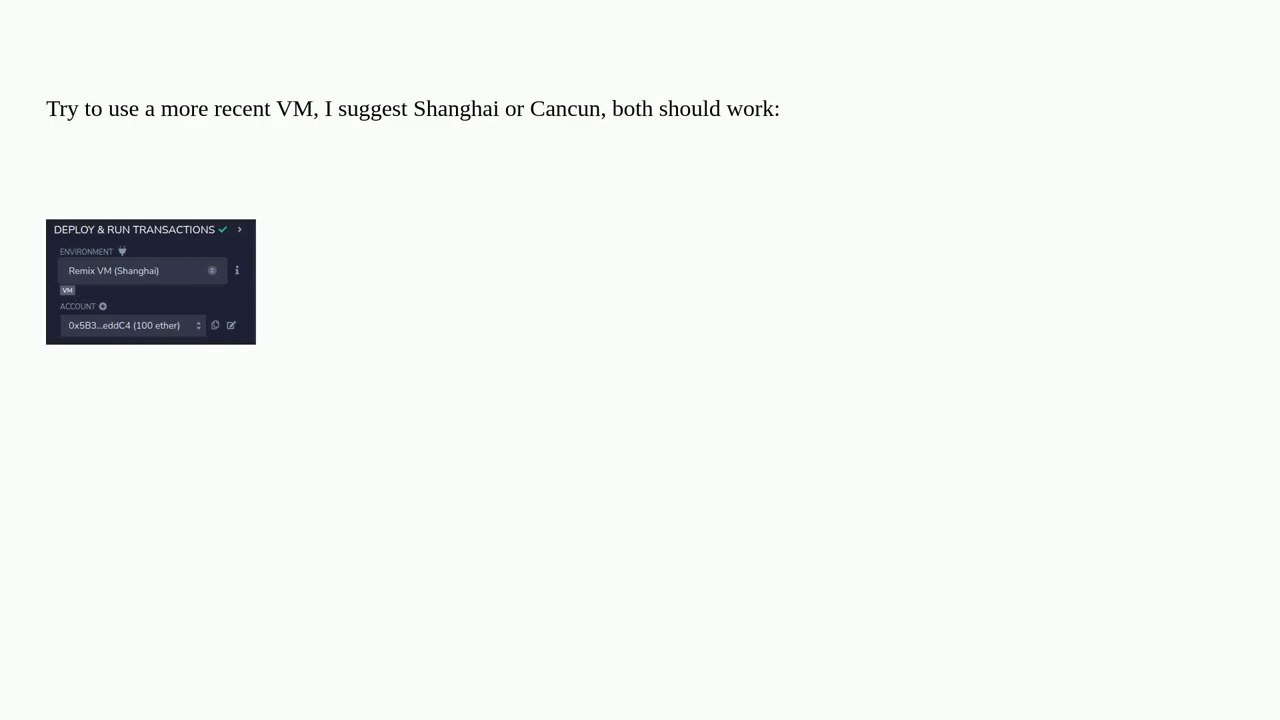 Try to use a more recent VM, I suggest Shanghai or Cancun, both should work:
DEPLOY & RUN TRANSACTIONS
ENVIRONMENT
Remix VM (Shanghai)
VM
ACCOUNT
0x5B3...eddC4 (100 ether)